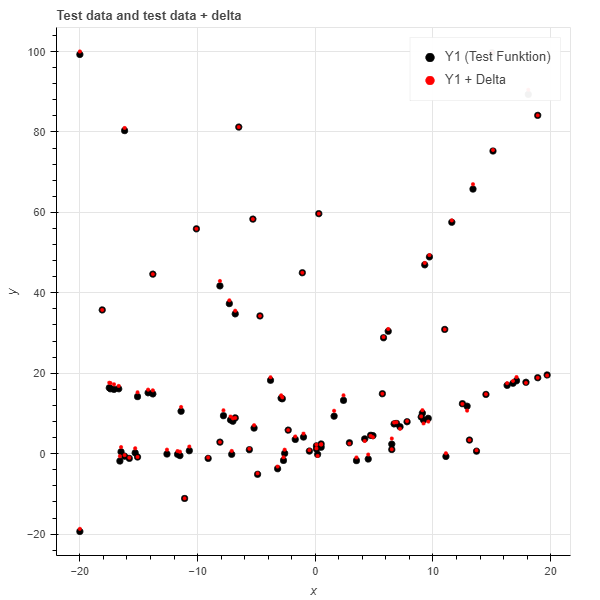 Test data and test data + delta
Y1 (Test Funktion)
Y1 + Delta
100
80
60
40
20
0
−20
y
−20
−10
0
10
20
x